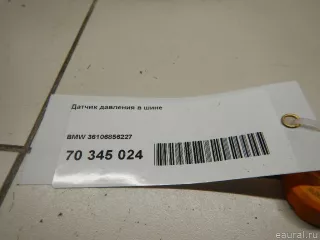 Датчик давления в шине
BMW 36106856227
70 345 024
© eaural.ru